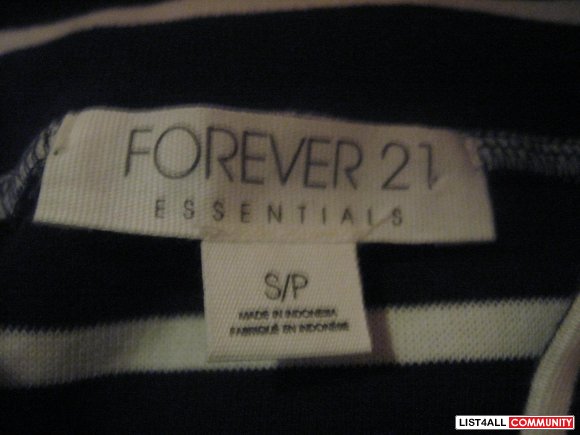 FOREVER 21
ESSENTIALS
S/P
MADE IN INDONESIA
FABRIQUÉ EN INDONÉSIE
LIST4ALL COMMUNITY